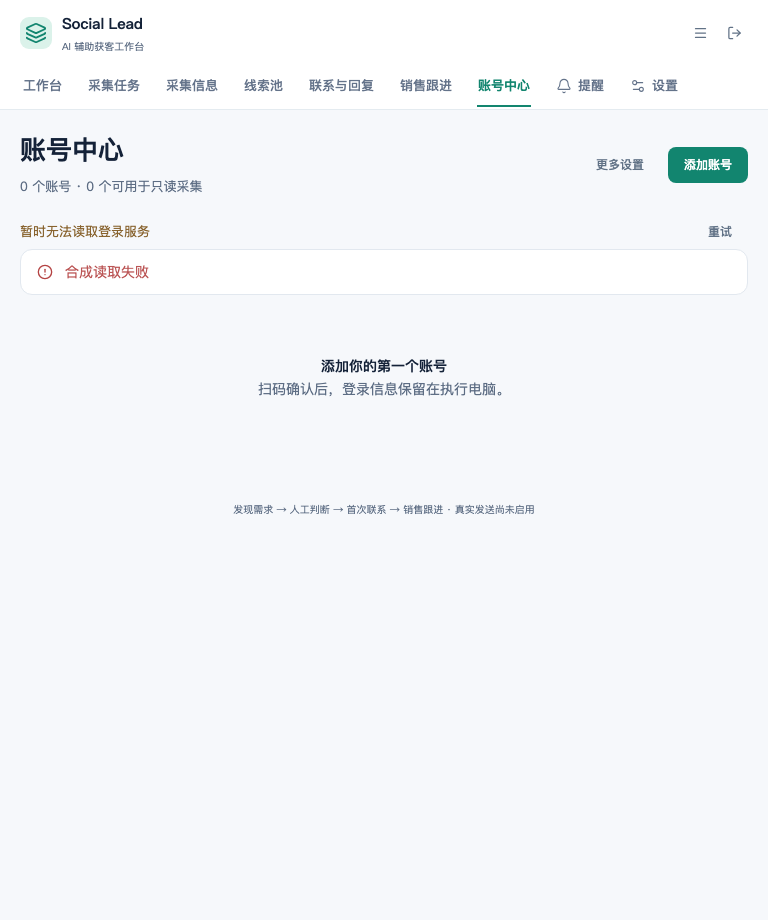 Social Lead
AI 辅助获客工作台
工作台 采集任务 采集信息 线索池 联系与回复 销售跟进 账号中心 提醒 设置
账号中心
0 个账号 · 0 个可用于只读采集
更多设置 添加账号
暂时无法读取登录服务 重试
合成读取失败
添加你的第一个账号
扫码确认后，登录信息保留在执行电脑。
发现需求 → 人工判断 → 首次联系 → 销售跟进 · 真实发送尚未启用